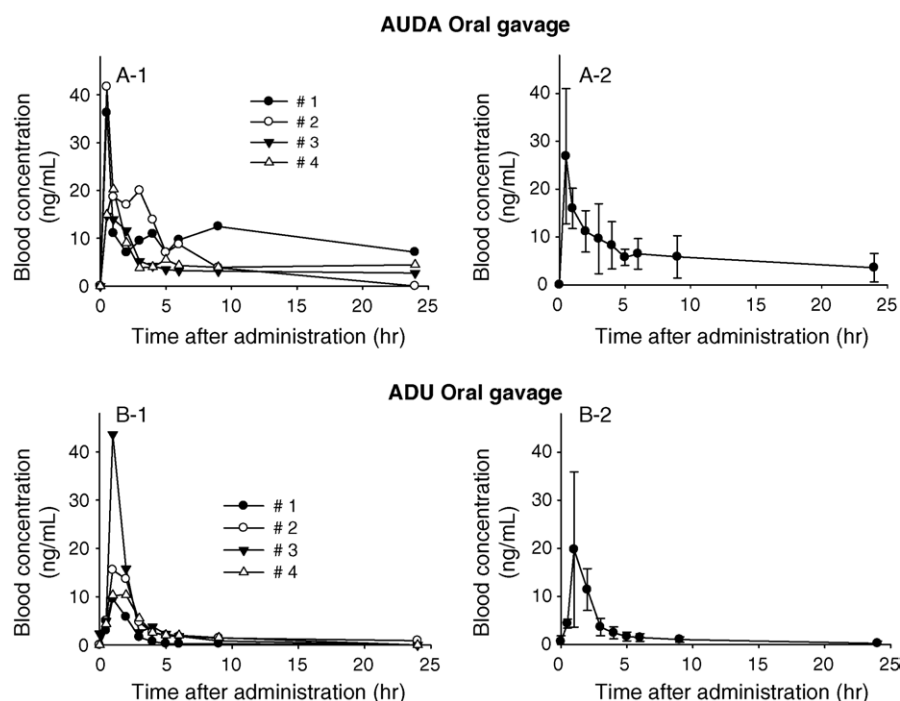 AUDA Oral gavage
A-1
A-2
Blood concentration
(ng/mL)
40
30
20
10
0
# 1
# 2
# 3
# 4
0 5 10 15 20 25
Time after administration (hr)
Blood concentration
(ng/mL)
40
30
20
10
0
0 5 10 15 20 25
Time after administration (hr)
ADU Oral gavage
B-1
B-2
Blood concentration
(ng/mL)
40
30
20
10
0
# 1
# 2
# 3
# 4
0 5 10 15 20 25
Time after administration (hr)
Blood concentration
(ng/mL)
40
30
20
10
0
0 5 10 15 20 25
Time after administration (hr)